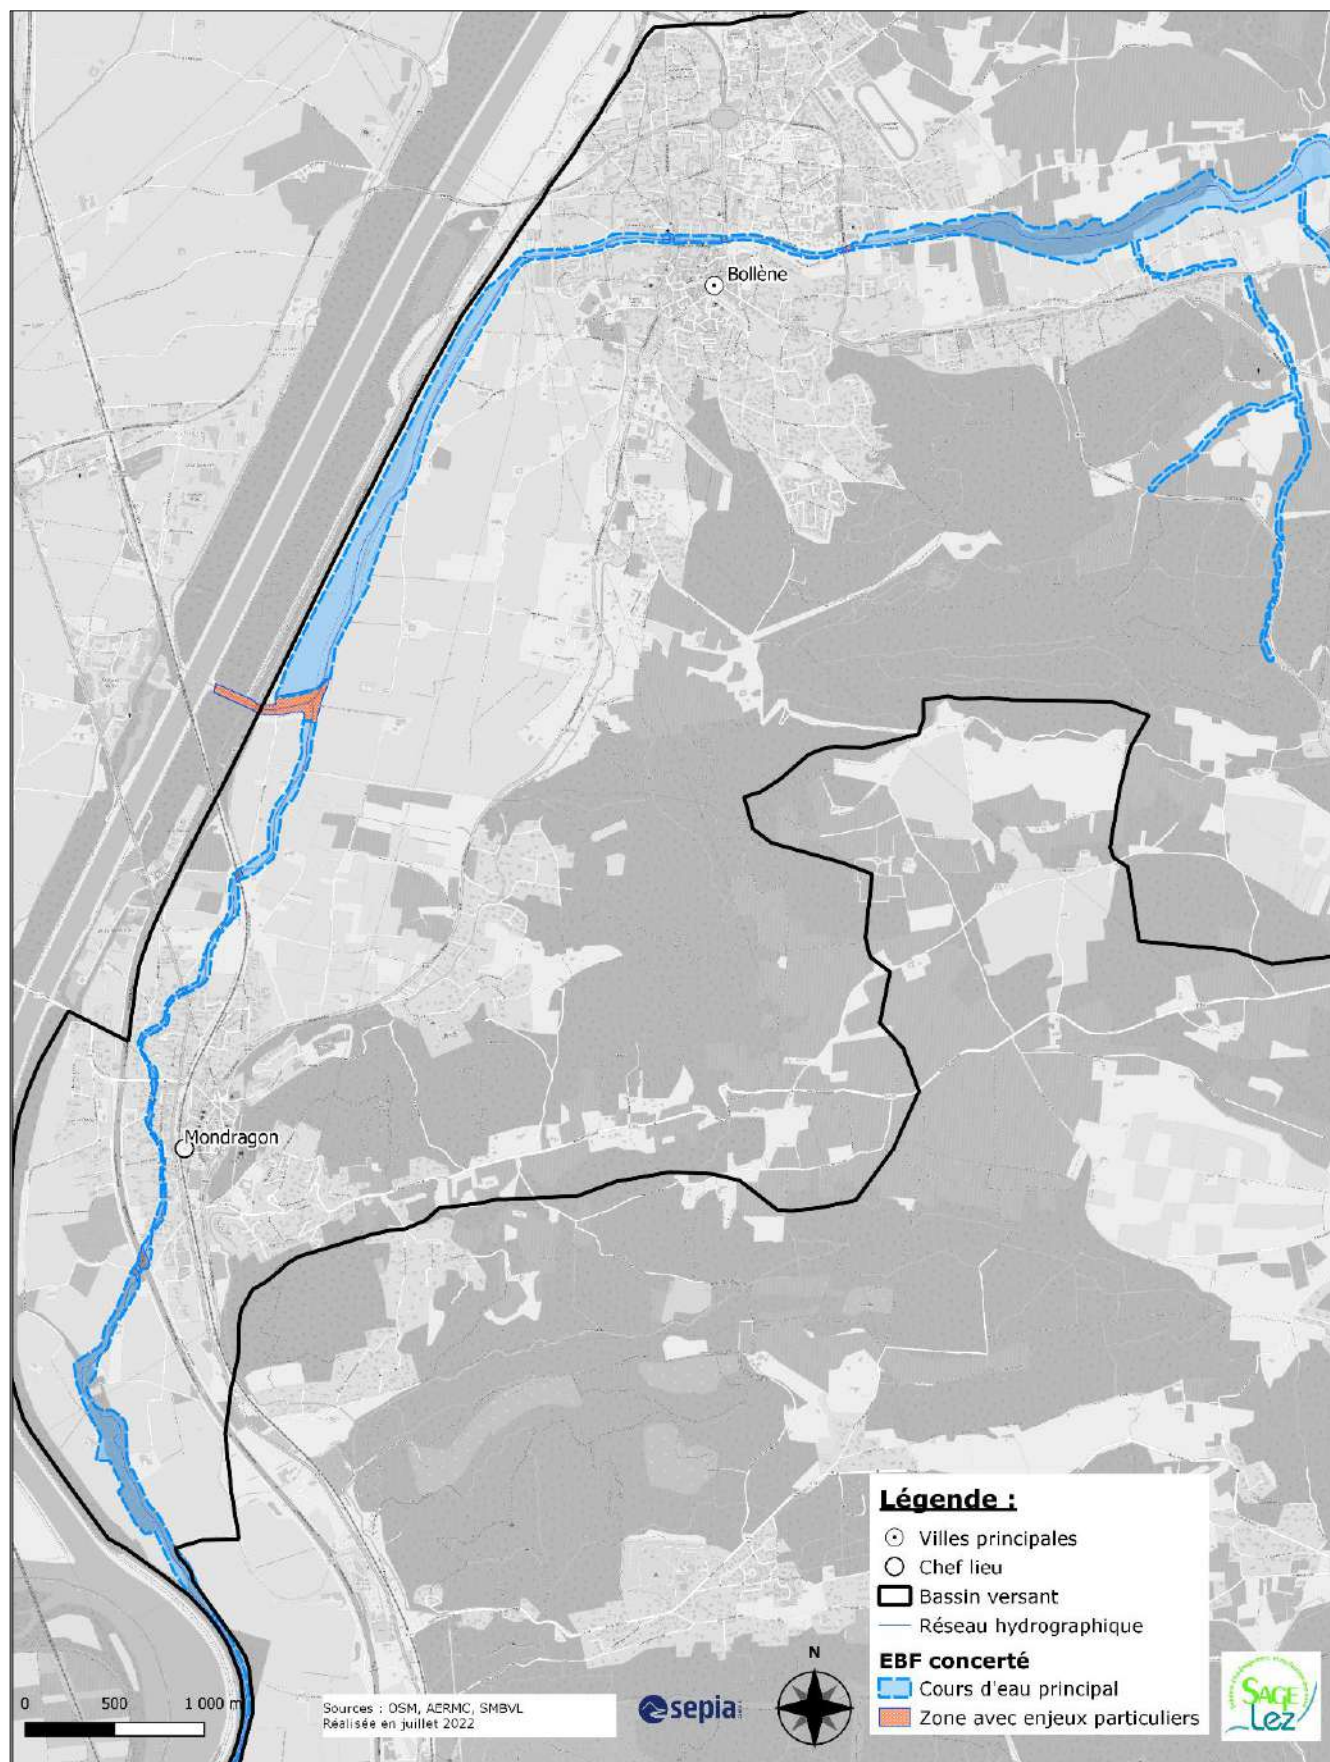 Bollène
Mondragon
Légende :
Villes principales
Chef lieu
Bassin versant
Réseau hydrographique
EBF concerté
Cours d'eau principal
Zone avec enjeux particuliers
N
0 500 1 000 m
Sources : OSM, AERMC, SMBVL
Réalisée en juillet 2022
sepia
SAGE
Lez